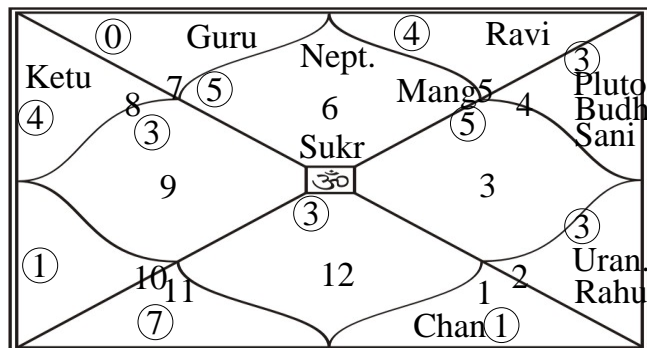 0 Guru 4 Ravi
Ketu Nept. 3
7 5 Mang 5 Pluto
4 8 3 6 5 4 Budh
Sani
Sukr
9 ॐ 3
3
3
1 10 12 2 Uran.
11 1 Rahu
7 Chan 1